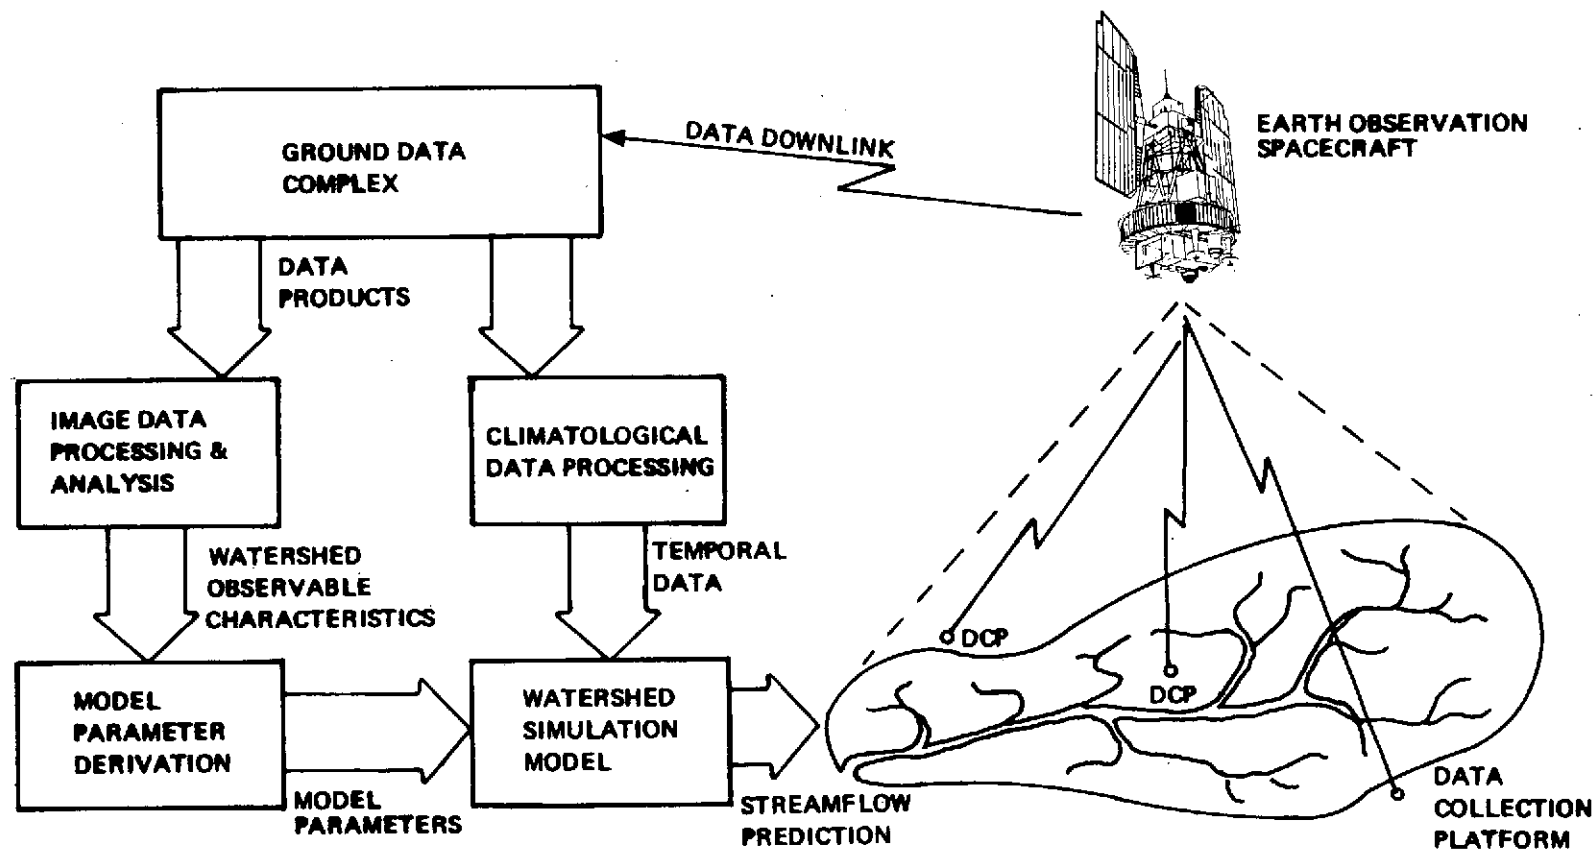 GROUND DATA
COMPLEX
DATA DOWNLINK
EARTH OBSERVATION
SPACECRAFT
DATA
PRODUCTS
IMAGE DATA
PROCESSING &
ANALYSIS
CLIMATOLOGICAL
DATA PROCESSING
WATERSHED
OBSERVABLE
CHARACTERISTICS
TEMPORAL
DATA
DCP
DCP
MODEL
PARAMETER
DERIVATION
WATERSHED
SIMULATION
MODEL
MODEL
PARAMETERS
STREAMFLOW
PREDICTION
DATA
COLLECTION
PLATFORM